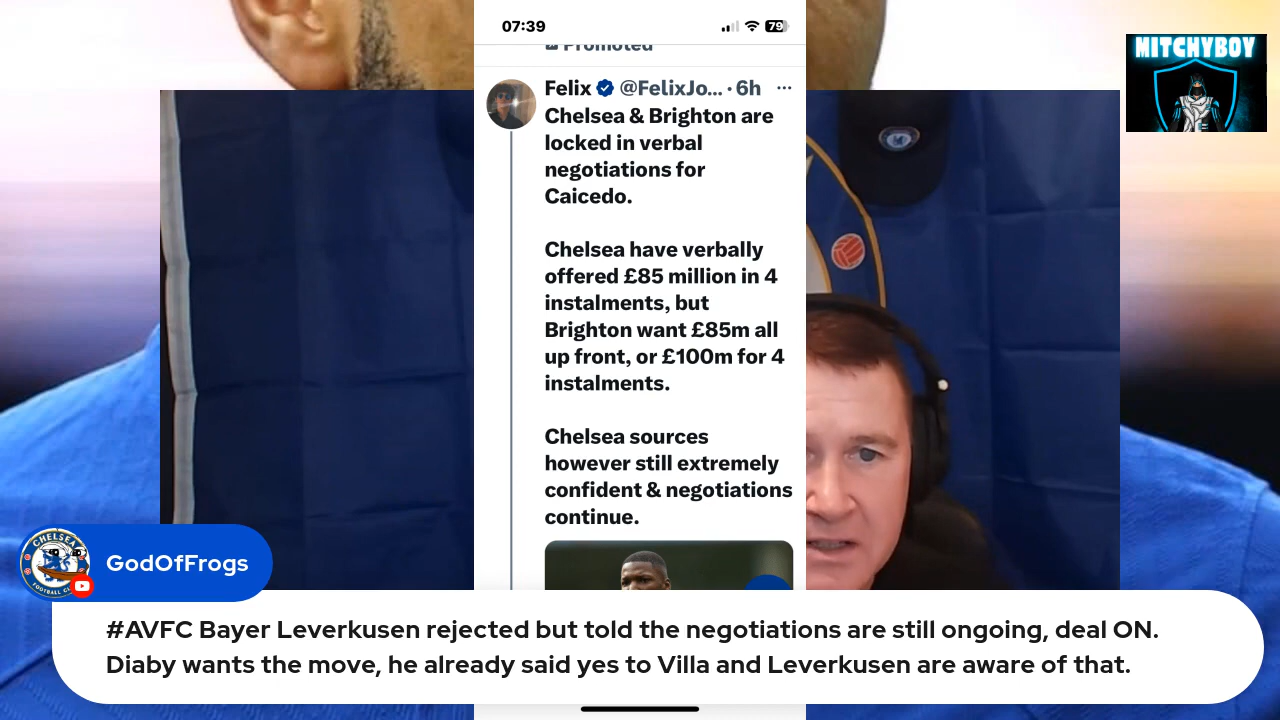 07:39
79
Promoted
MITCHYBOY
Felix @FelixJo... · 6h ...
Chelsea & Brighton are
locked in verbal
negotiations for
Caicedo.
Chelsea have verbally
offered £85 million in 4
instalments, but
Brighton want £85m all
up front, or £100m for 4
instalments.
Chelsea sources
however still extremely
confident & negotiations
continue.
CHELSEA
GodOfFrogs
#AVFC Bayer Leverkusen rejected but told the negotiations are still ongoing, deal ON.
Diaby wants the move, he already said yes to Villa and Leverkusen are aware of that.